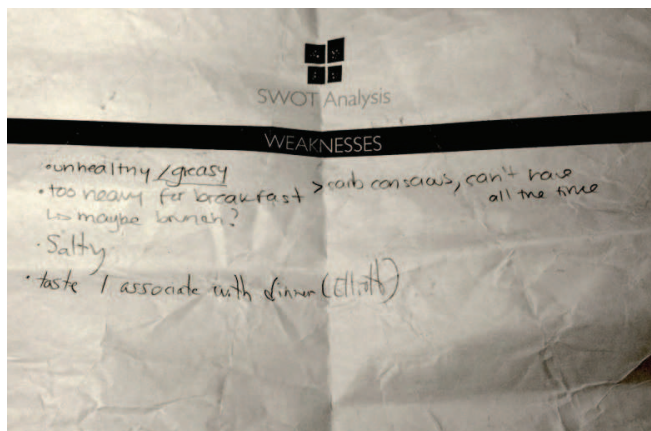 SWOT Analysis
WEAKNESSES
• unhealthy / greasy
• too heavy for breakfast > carb conscious, can't have
all the time
↳ maybe brunch?
• Salty
• taste I associate with dinner (Elliott)